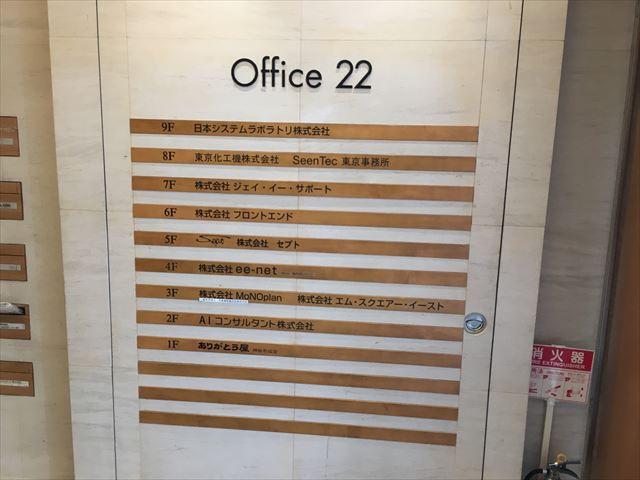 Office 22
9F 日本システムラボラトリ株式会社
8F 東京化工機株式会社 SeenTec 東京事務所
7F 株式会社 ジェイ・イー・サポート
6F 株式会社 フロントエンド
5F Sept 株式会社 セプト
4F 株式会社 ee-net
3F 株式会社 MoNOplan 株式会社 エム・スクエアー・イースト
2F Aiコンサルタント株式会社
1F ありがとう屋
消火器
FIRE EXTINGUISHER